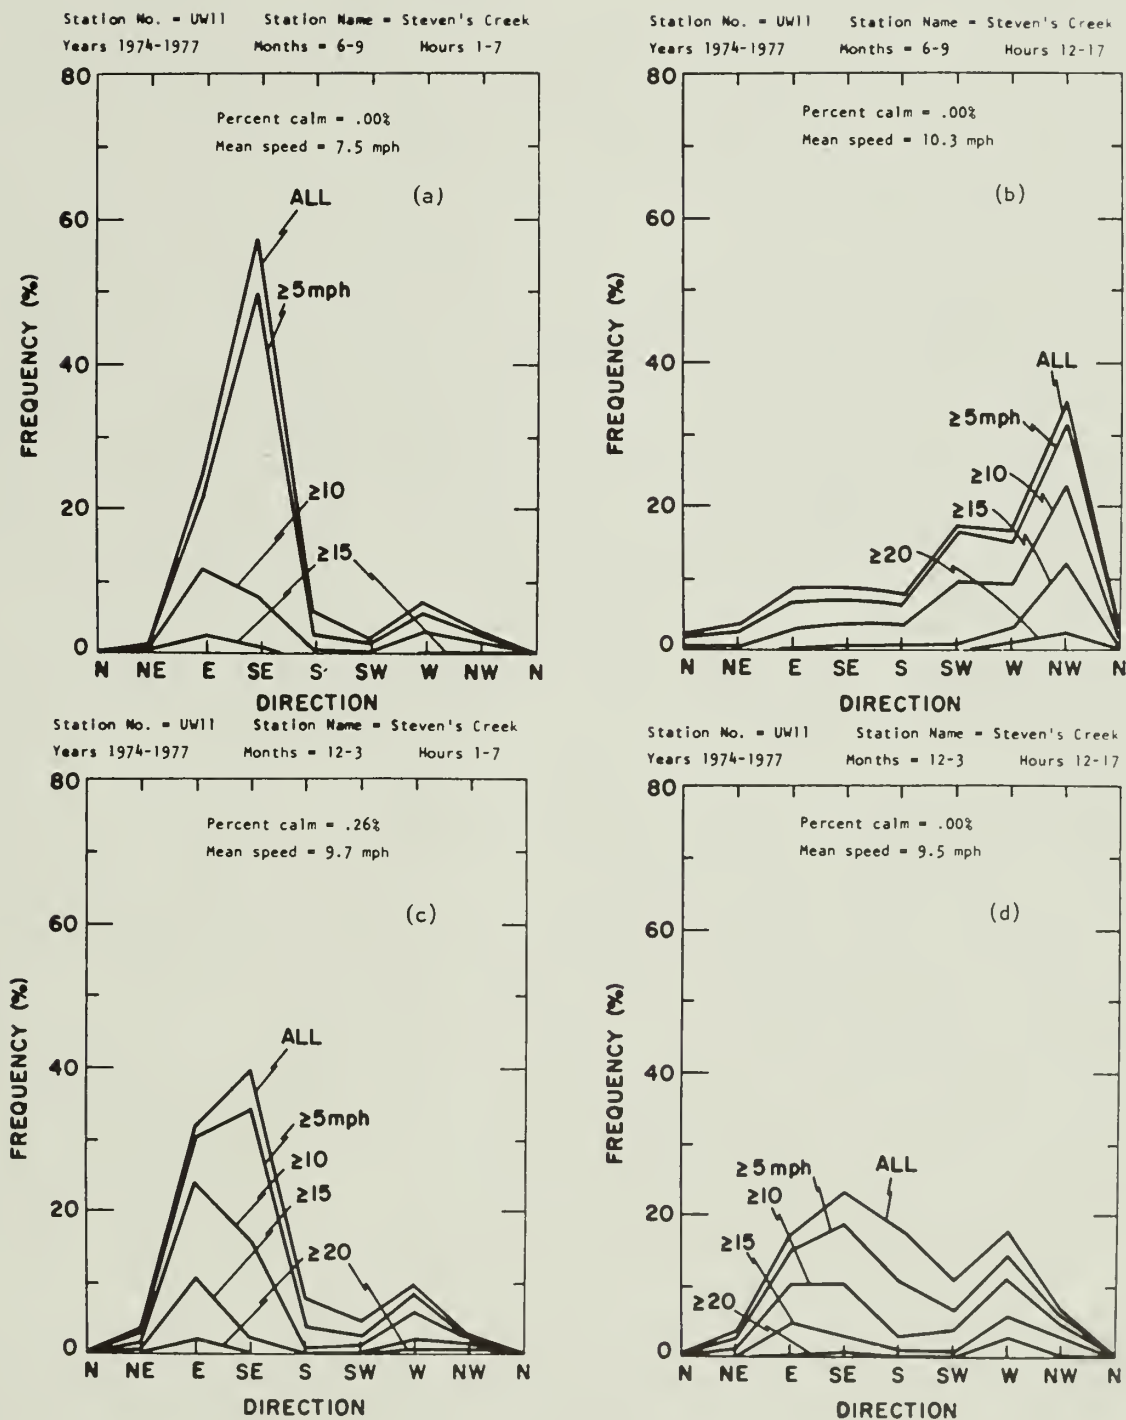 Station No. = UW11 Station Name = Steven's Creek
Years 1974-1977 Months = 6-9 Hours 1-7
80
Percent calm = .00%
Mean speed = 7.5 mph
(a)
ALL
60
≥5mph
FREQUENCY (%)
40
≥10
20
≥15
0
N NE E SE S SW W NW N
DIRECTION
Station No. = UW11 Station Name = Steven's Creek
Years 1974-1977 Months = 6-9 Hours 12-17
80
Percent calm = .00%
Mean speed = 10.3 mph
(b)
60
FREQUENCY (%)
40
ALL
≥5mph
≥10
20
≥15
≥20
0
N NE E SE S SW W NW N
DIRECTION
Station No. = UW11 Station Name = Steven's Creek
Years 1974-1977 Months = 12-3 Hours 1-7
80
Percent calm = .26%
Mean speed = 9.7 mph
(c)
60
FREQUENCY (%)
40
ALL
≥5mph
≥10
≥15
20
≥20
0
N NE E SE S SW W NW N
DIRECTION
Station No. = UW11 Station Name = Steven's Creek
Years 1974-1977 Months = 12-3 Hours 12-17
80
Percent calm = .00%
Mean speed = 9.5 mph
(d)
60
FREQUENCY (%)
40
≥5mph
ALL
≥10
20
≥15
≥20
0
N NE E SE S SW W NW N
DIRECTION